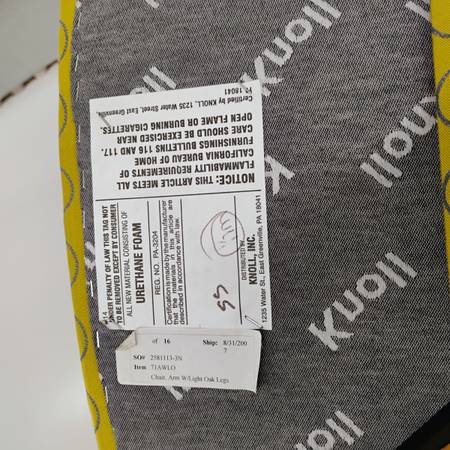 NOTICE: THIS ARTICLE MEETS ALL
FLAMMABILITY REQUIREMENTS OF
CALIFORNIA BUREAU OF HOME
FURNISHINGS BULLETINS 116 AND 117.
CARE SHOULD BE EXERCISED NEAR
OPEN FLAME OR BURNING CIGARETTES.
Certified by KNOLL, 1235 Water Street, East Greenville,
18041
UNDER PENALTY OF LAW THIS TAG NOT
TO BE REMOVED EXCEPT BY CONSUMER
ALL NEW MATERIAL CONSISTING OF
URETHANE FOAM
REG. NO. PA-3204
Certification is made by the manufacturer
that the materials in this article are
described in accordance with law.
55
DISTRIBUTED BY
KNOLL, INC.
1235 Water St., East Greenville, PA 18041
of 16 Ship: 8/31/200
7
SO# 2581113-3N
Item 71AWLO
Chair, Arm W/Light Oak Legs
Knoll
Knoll
Knoll
Knoll
Knoll